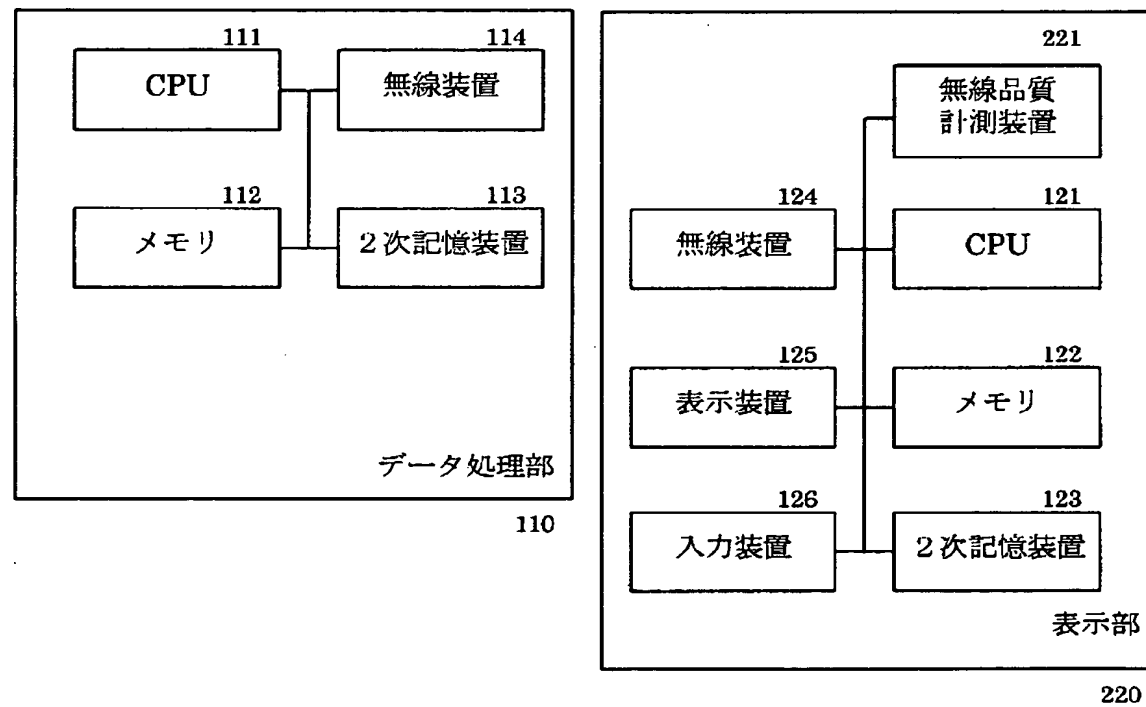 111
CPU
114
無線装置
112
メモリ
113
2次記憶装置
データ処理部
110
221
無線品質
計測装置
124
無線装置
121
CPU
125
表示装置
122
メモリ
126
入力装置
123
2次記憶装置
表示部
220